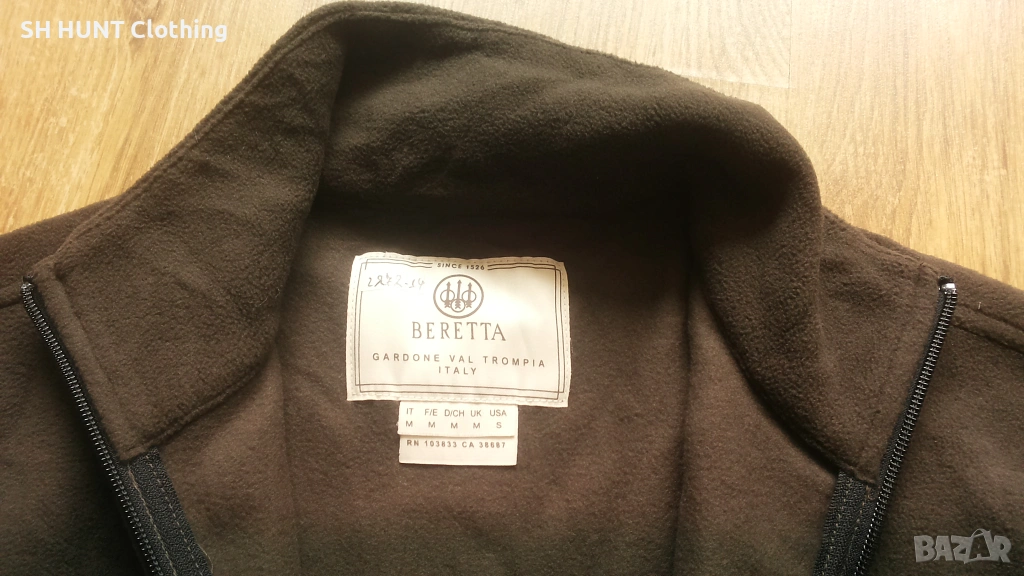 SH HUNT Clothing
SINCE 1526
2242-54
BERETTA
GARDONE VAL TROMPIA
ITALY
IT F/E D/CH UK USA
M M M M S
RN 103833 CA 36667
BAZAR